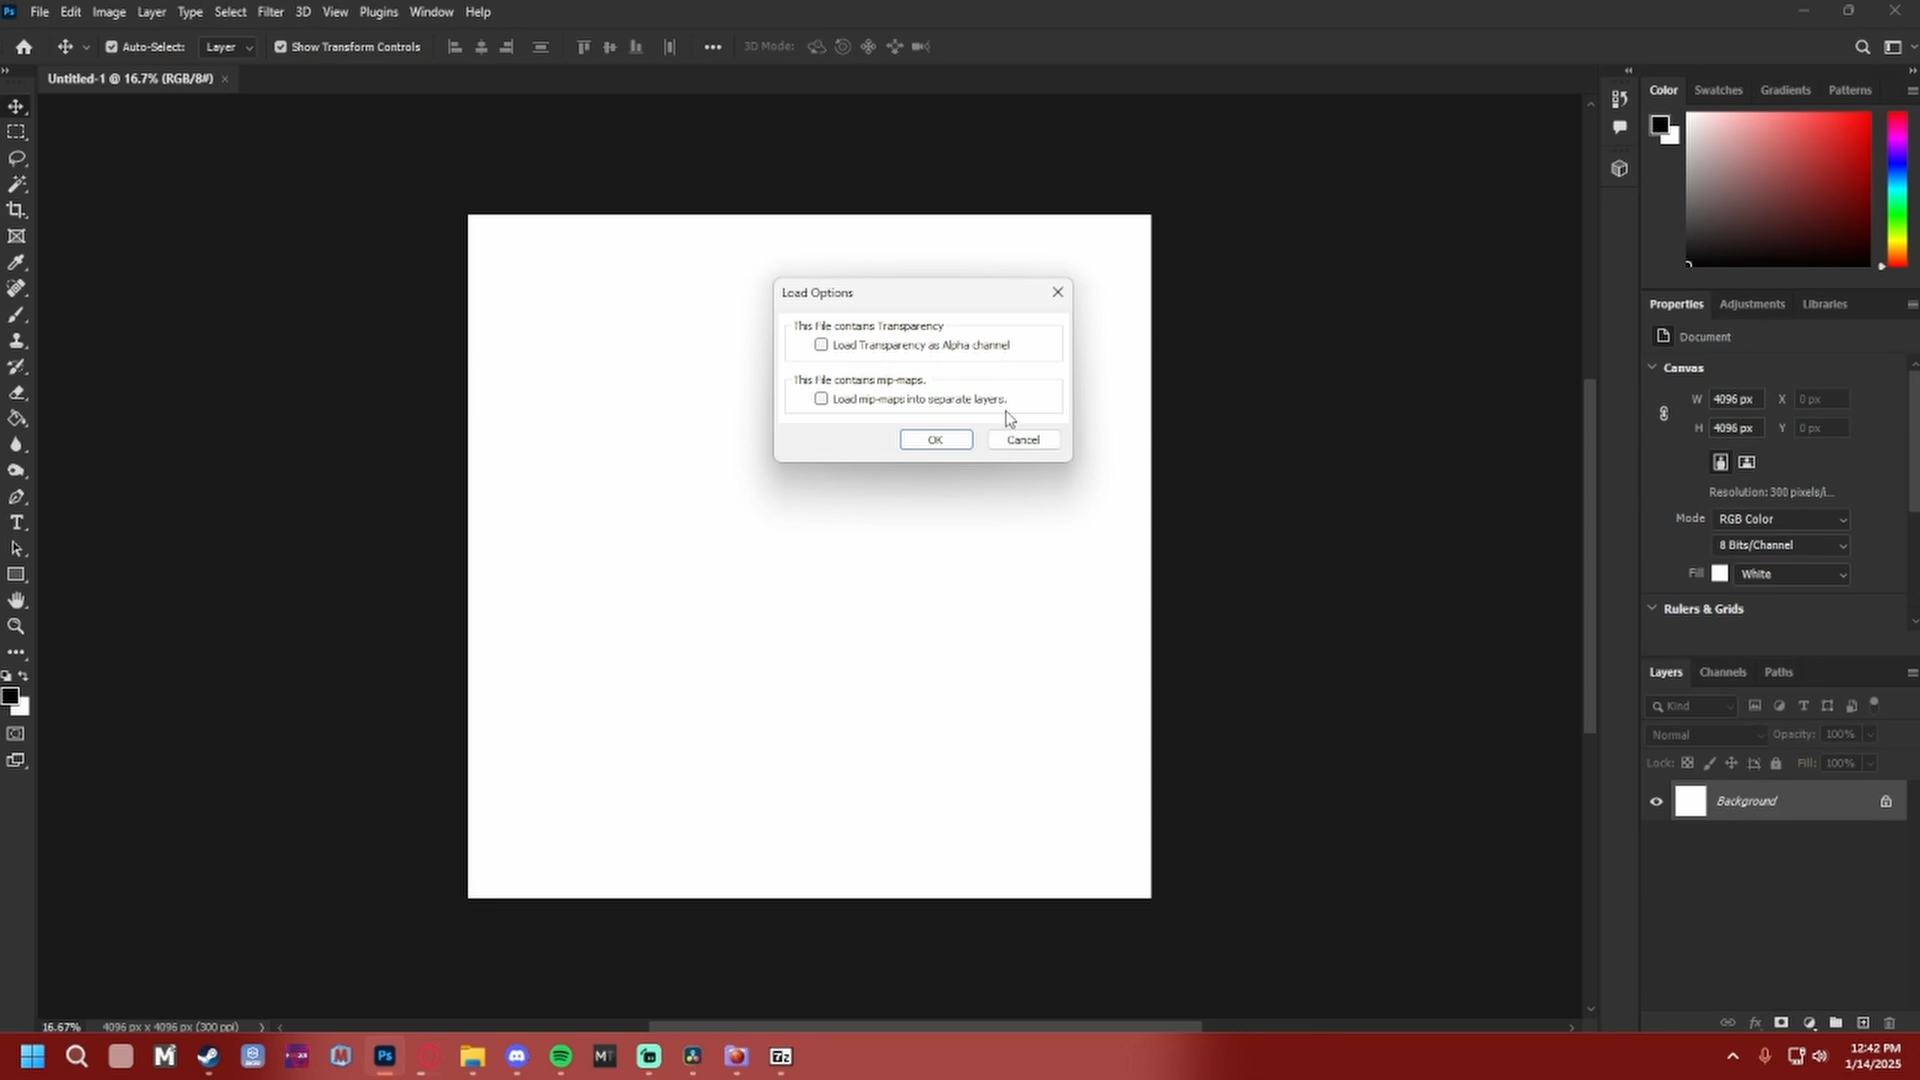 Ps File Edit Image Layer Type Select Filter 3D View Plugins Window Help
Auto-Select: Layer Show Transform Controls ••• 3D Mode:
Untitled-1 @ 16.7% (RGB/8#) ×
Color Swatches Gradients Patterns
Load Options
This File contains Transparency
Load Transparency as Alpha channel
This File contains mip-maps.
Load mip-maps into separate layers.
OK Cancel
Properties Adjustments Libraries
Document
Canvas
W 4096 px X 0 px
H 4096 px Y 0 px
Resolution: 300 pixels/i...
Mode RGB Color
8 Bits/Channel
Fill White
Rulers & Grids
Layers Channels Paths
Kind
Normal Opacity: 100%
Lock: Fill: 100%
Background
16.67% 4096 px x 4096 px (300 ppi)
Ps MT
12:42 PM
1/14/2025